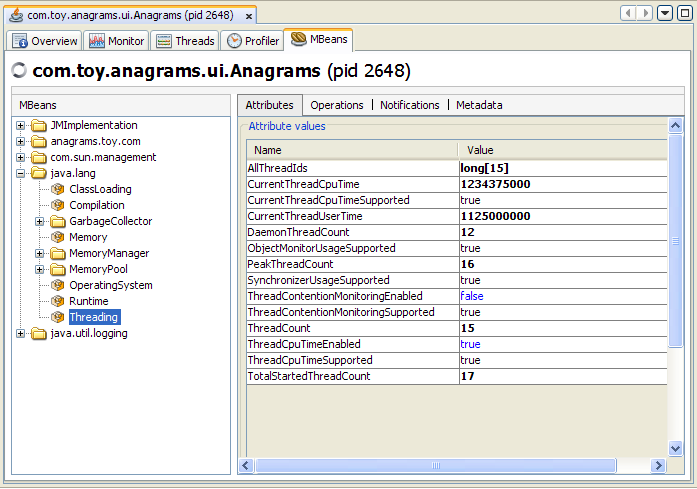 com.toy.anagrams.ui.Anagrams (pid 2648)
Overview Monitor Threads Profiler MBeans
com.toy.anagrams.ui.Anagrams (pid 2648)
MBeans
JMImplementation
anagrams.toy.com
com.sun.management
java.lang
ClassLoading
Compilation
GarbageCollector
Memory
MemoryManager
MemoryPool
OperatingSystem
Runtime
Threading
java.util.logging
Attributes Operations Notifications Metadata
Attribute values
Name Value
AllThreadIds long[15]
CurrentThreadCpuTime 1234375000
CurrentThreadCpuTimeSupported true
CurrentThreadUserTime 1125000000
DaemonThreadCount 12
ObjectMonitorUsageSupported true
PeakThreadCount 16
SynchronizerUsageSupported true
ThreadContentionMonitoringEnabled false
ThreadContentionMonitoringSupported true
ThreadCount 15
ThreadCpuTimeEnabled true
ThreadCpuTimeSupported true
TotalStartedThreadCount 17